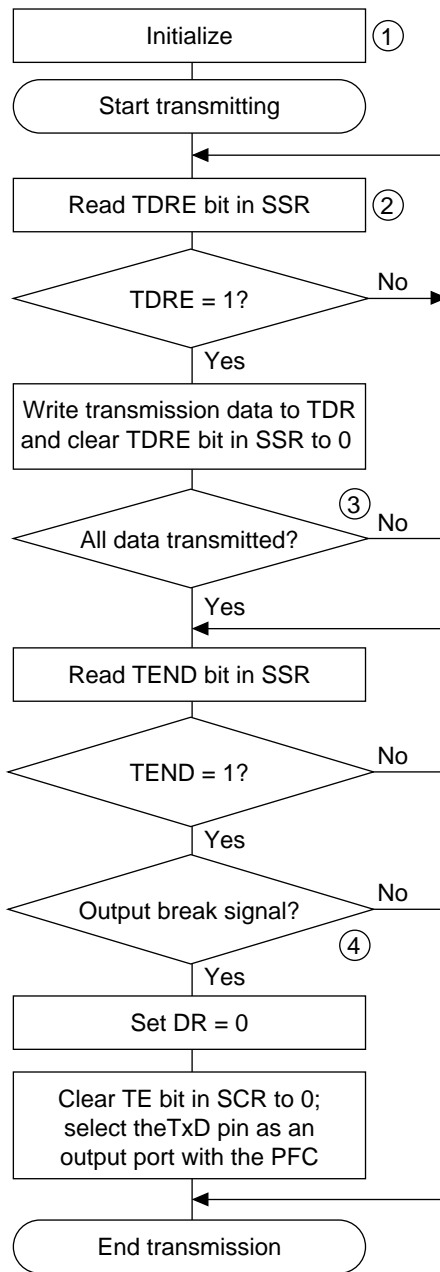 Initialize
1
Start transmitting
Read TDRE bit in SSR
2
TDRE = 1?
No
Yes
Write transmission data to TDR
and clear TDRE bit in SSR to 0
3
All data transmitted?
No
Yes
Read TEND bit in SSR
TEND = 1?
No
Yes
Output break signal?
No
4
Yes
Set DR = 0
Clear TE bit in SCR to 0;
select theTxD pin as an
output port with the PFC
End transmission